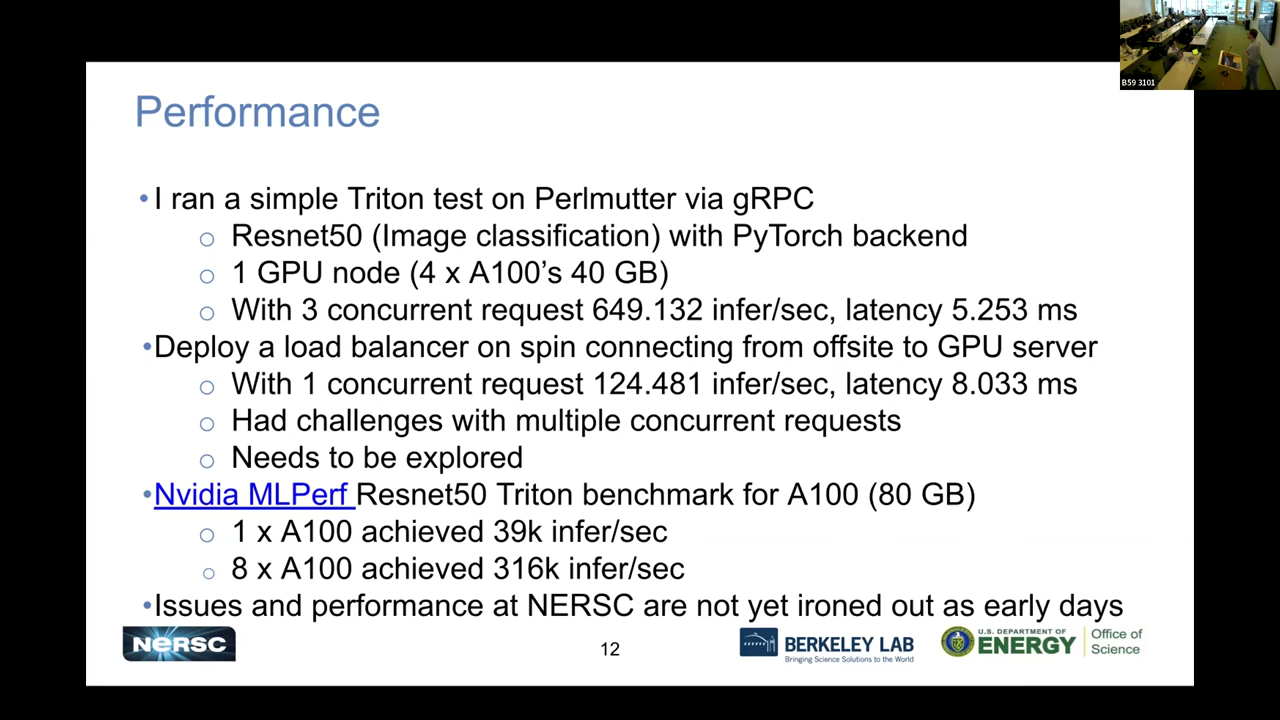 B59 3101
Performance
• I ran a simple Triton test on Perlmutter via gRPC
○ Resnet50 (Image classification) with PyTorch backend
○ 1 GPU node (4 x A100’s 40 GB)
○ With 3 concurrent request 649.132 infer/sec, latency 5.253 ms
•Deploy a load balancer on spin connecting from offsite to GPU server
○ With 1 concurrent request 124.481 infer/sec, latency 8.033 ms
○ Had challenges with multiple concurrent requests
○ Needs to be explored
•Nvidia MLPerf Resnet50 Triton benchmark for A100 (80 GB)
○ 1 x A100 achieved 39k infer/sec
○ 8 x A100 achieved 316k infer/sec
•Issues and performance at NERSC are not yet ironed out as early days
NERSC
12
BERKELEY LAB
Bringing Science Solutions to the World
U.S. DEPARTMENT OF
ENERGY
Office of
Science